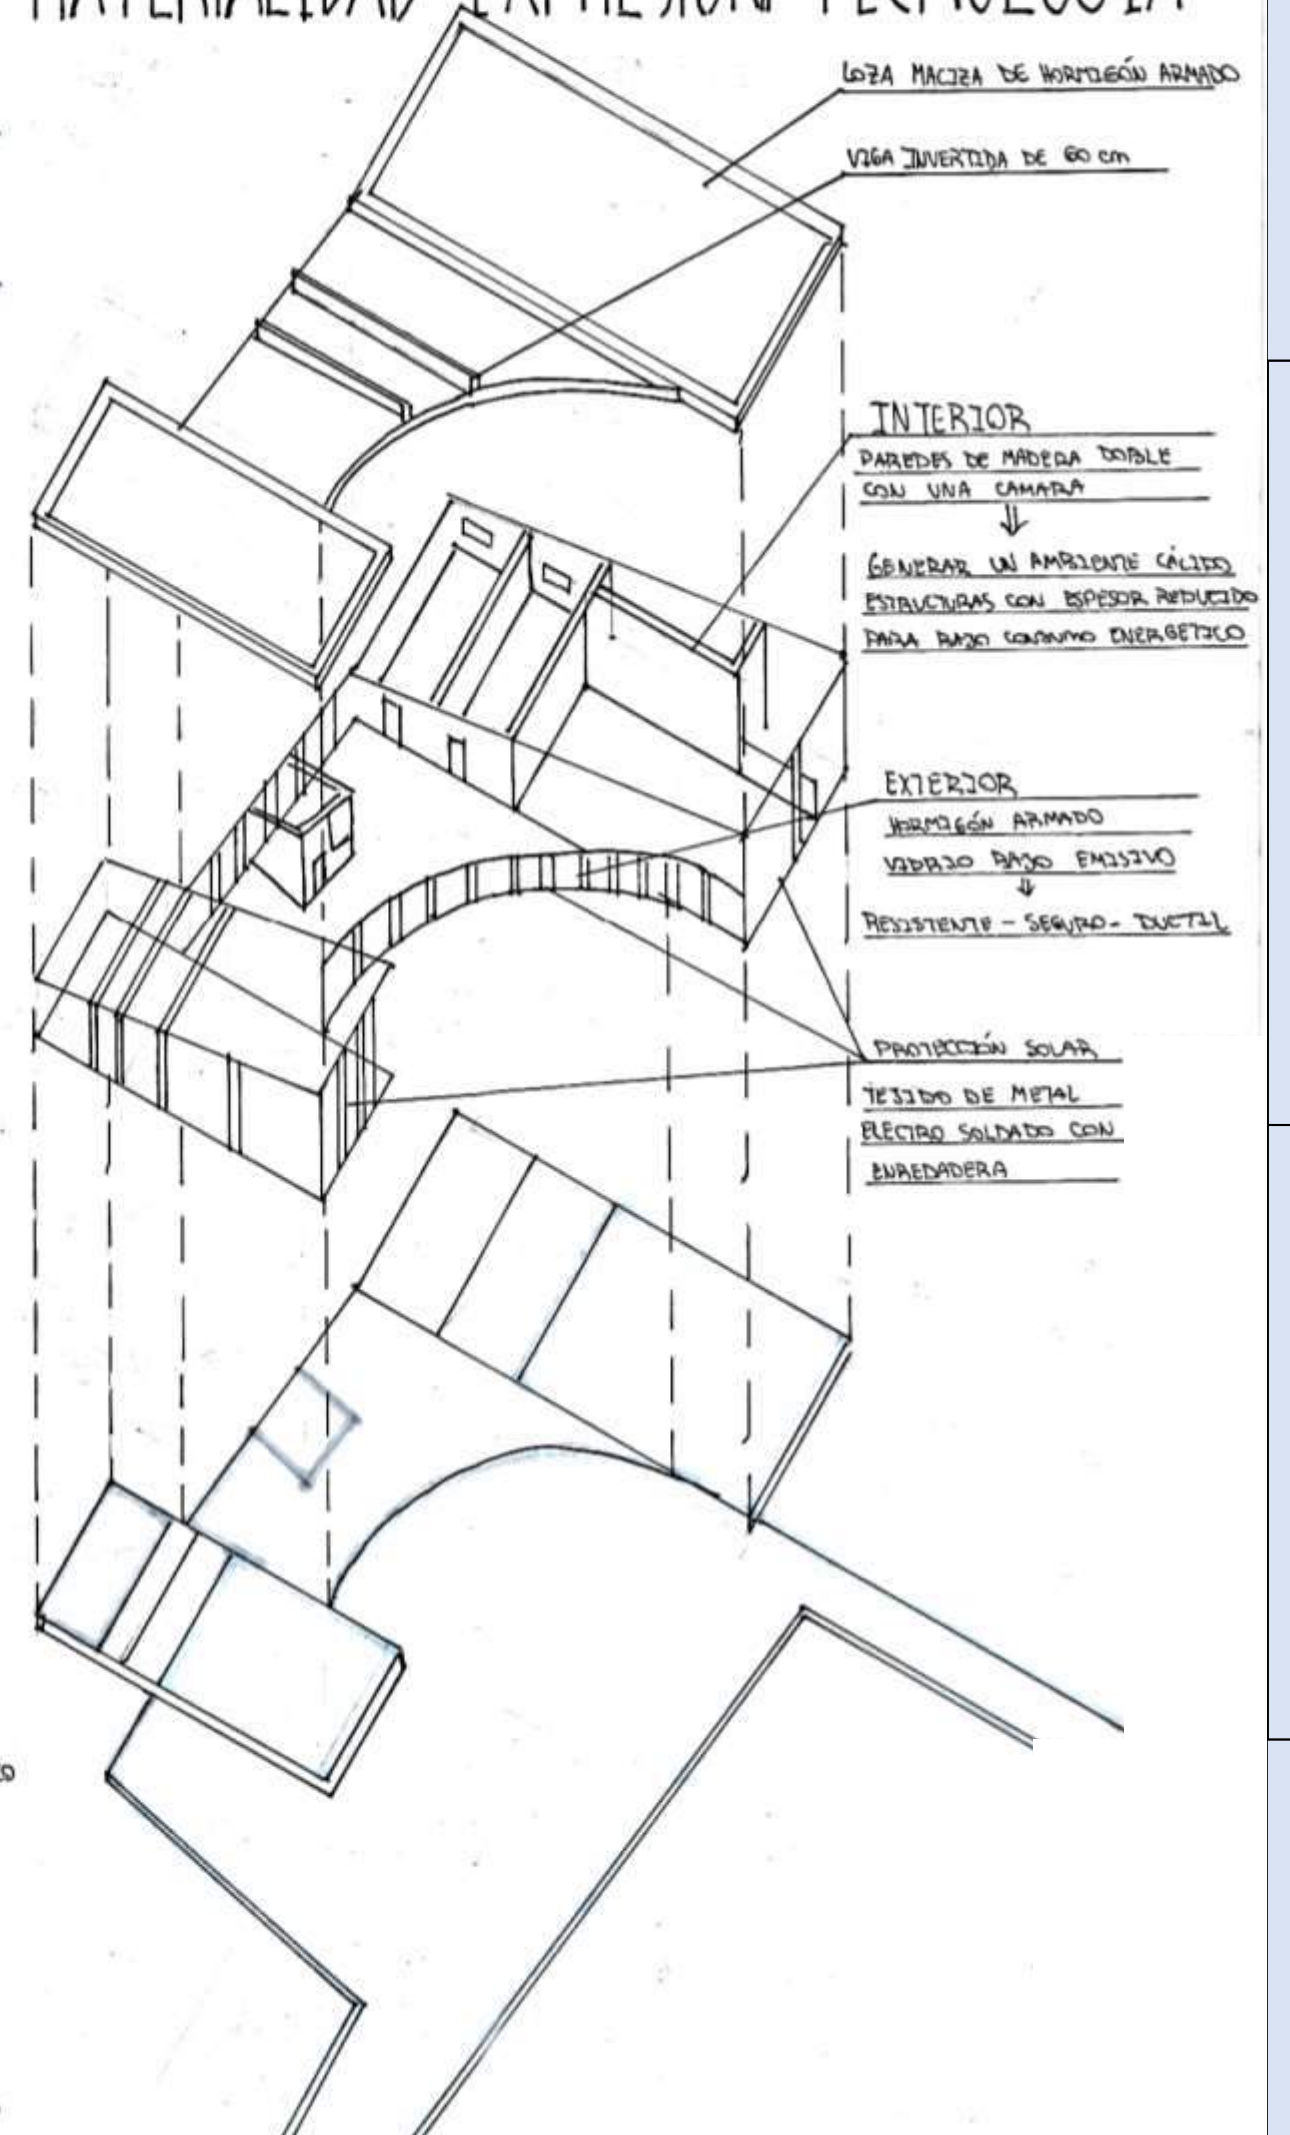 MATERIALIDAD EXPRESIÓN TECNOLOGIA
LOZA MACIZA DE HORMIGÓN ARMADO
VIGA INVERTIDA DE 60 cm
INTERIOR
PAREDES DE MADERA DOBLE
CON UNA CAMARA
⇓
GENERAR UN AMBIENTE CÁLIDO
ESTRUCTURAS CON ESPESOR REDUCIDO
PARA BAJO CONSUMO ENERGETICO
EXTERIOR
HORMIGÓN ARMADO
VIDRIO BAJO EMISIVO
⇓
RESISTENTE - SEGURO - DUCTIL
PROTECCIÓN SOLAR
TEJIDO DE METAL
ELECTRO SOLDADO CON
ENREDADERA